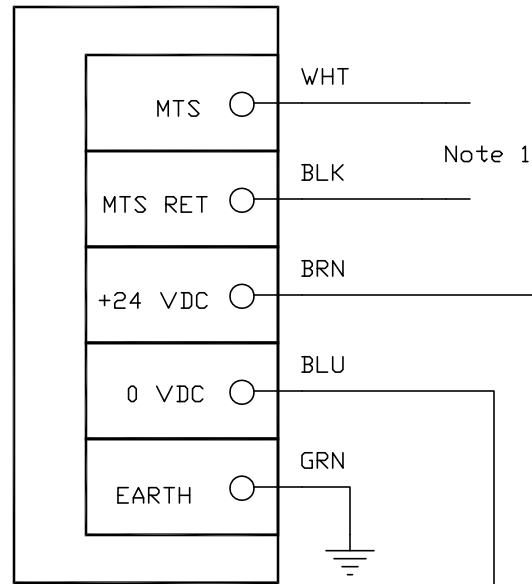 WHT
MTS
Note 1
BLK
MTS RET
BRN
+24 VDC
BLU
0 VDC
GRN
EARTH